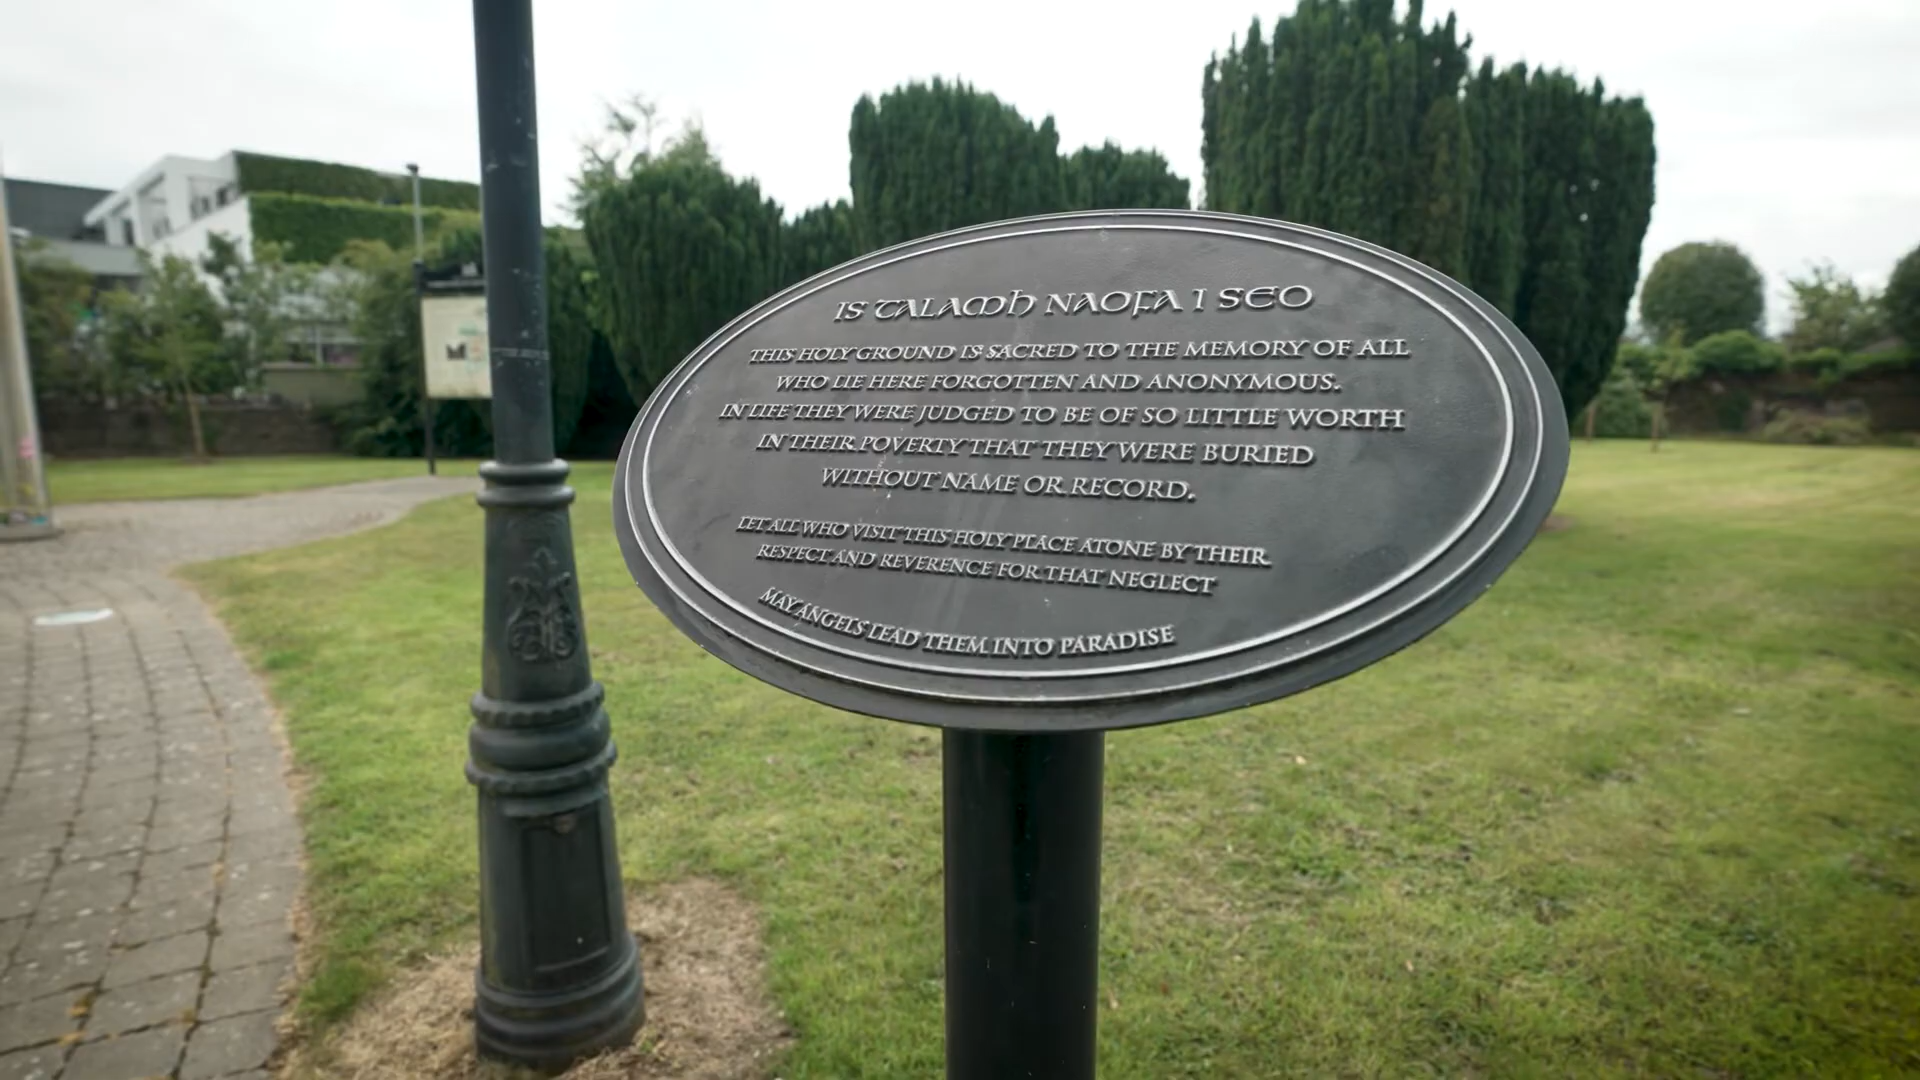 IS TALAMH NAOFA I SEO
THIS HOLY GROUND IS SACRED TO THE MEMORY OF ALL
WHO LIE HERE FORGOTTEN AND ANONYMOUS.
IN LIFE THEY WERE JUDGED TO BE OF SO LITTLE WORTH
IN THEIR POVERTY THAT THEY WERE BURIED
WITHOUT NAME OR RECORD.
LET ALL WHO VISIT THIS HOLY PLACE ATONE BY THEIR
RESPECT AND REVERENCE FOR THAT NEGLECT
MAY ANGELS LEAD THEM INTO PARADISE